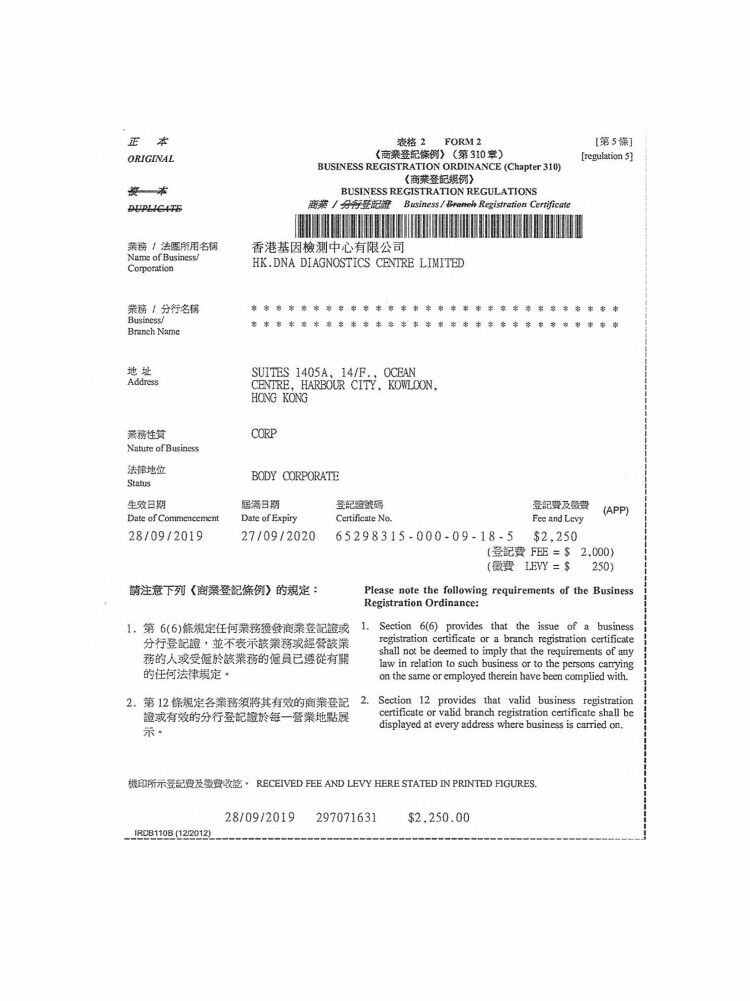 正 本
ORIGINAL
複 本
DUPLICATE
表格 2 FORM 2
《商業登記條例》（第 310 章）
BUSINESS REGISTRATION ORDINANCE (Chapter 310)
《商業登記規例》
BUSINESS REGISTRATION REGULATIONS
商業 / 分行登記證 Business / Branch Registration Certificate
[第 5 條]
[regulation 5]
業務 / 法團所用名稱
Name of Business/
Corporation
香港基因檢測中心有限公司
HK.DNA DIAGNOSTICS CENTRE LIMITED
業務 / 分行名稱
Business/
Branch Name
* * * * * * * * * * * * * * * * * * * * * * * * * * * * * *
* * * * * * * * * * * * * * * * * * * * * * * * * * * * * *
地 址
Address
SUITES 1405A, 14/F., OCEAN
CENTRE, HARBOUR CITY, KOWLOON,
HONG KONG
業務性質
Nature of Business
CORP
法律地位
Status
BODY CORPORATE
生效日期 屆滿日期 登記證號碼 登記費及徵費
Date of Commencement Date of Expiry Certificate No. Fee and Levy (APP)
28/09/2019 27/09/2020 65298315-000-09-18-5 $2,250
(登記費 FEE = $ 2,000)
(徵費 LEVY = $ 250)
請注意下列《商業登記條例》的規定：
1. 第 6(6)條規定任何業務獲發商業登記證或
分行登記證，並不表示該業務或經營該業
務的人或受僱於該業務的僱員已遵從有關
的任何法律規定。
2. 第 12 條規定各業務須將其有效的商業登記
證或有效的分行登記證於每一營業地點展
示。
Please note the following requirements of the Business
Registration Ordinance:
1. Section 6(6) provides that the issue of a business
registration certificate or a branch registration certificate
shall not be deemed to imply that the requirements of any
law in relation to such business or to the persons carrying
on the same or employed therein have been complied with.
2. Section 12 provides that valid business registration
certificate or valid branch registration certificate shall be
displayed at every address where business is carried on.
機印所示登記費及徵費收訖。 RECEIVED FEE AND LEVY HERE STATED IN PRINTED FIGURES.
28/09/2019 297071631 $2,250.00
IRDB110B (12/2012)